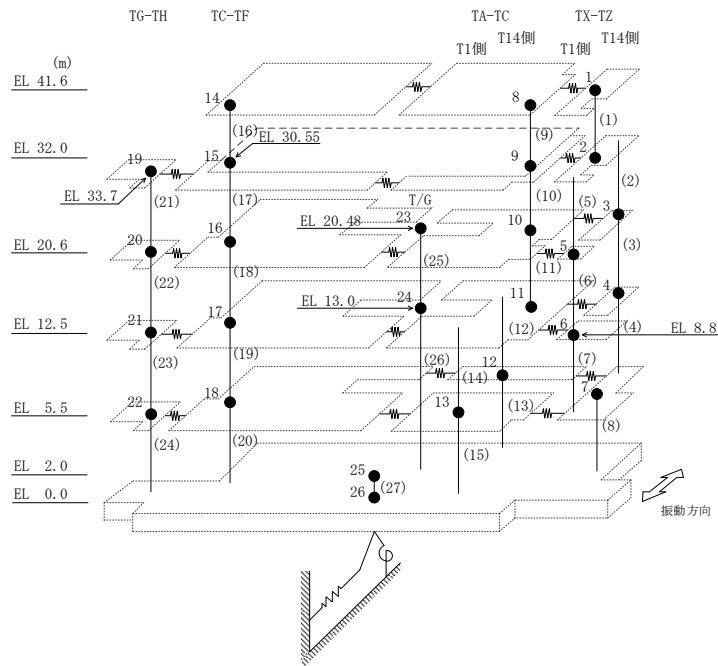 TG-TH TC-TF TA-TC TX-TZ
T1側 T14側 T1側 T14側
(m)
EL 41.6
14 8 1
(16) (9) (1)
EL 30.55
EL 32.0
19 15 9 2
EL 33.7
(21) (17) (10) (2)
T/G
20 16 EL 20.48 23 10 (5) 3
EL 20.6
(22) (18) (25) (11) 5 (3)
EL 13.0 24 11 (6) 4
EL 12.5
21 17 (12) 6 (4) EL 8.8
(23) (19) (26) (14) 12 (7)
EL 5.5
22 18 13 (13) 7
(24) (20) (15) (8)
EL 2.0
25
EL 0.0
26 (27)
振動方向